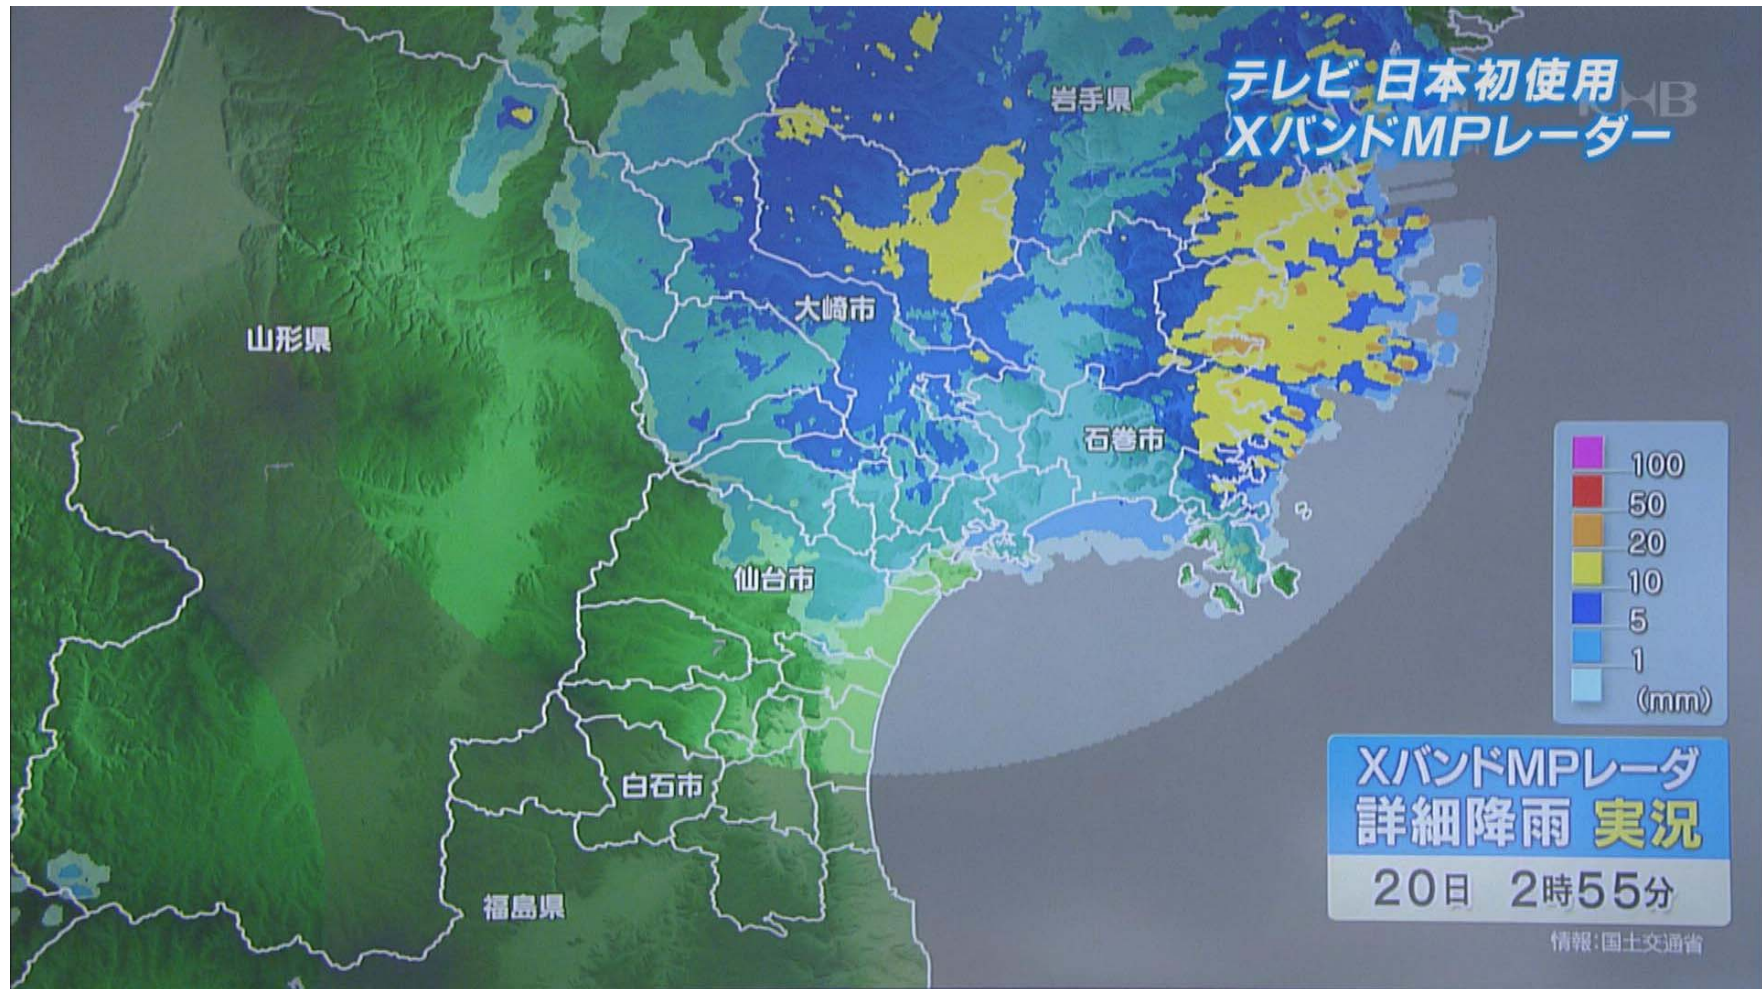 テレビ 日本初使用
XバンドMPレーダー
KHB
岩手県
山形県
大崎市
石巻市
仙台市
白石市
福島県
100
50
20
10
5
1
(mm)
XバンドMPレーダ
詳細降雨 実況
20日 2時55分
情報:国土交通省